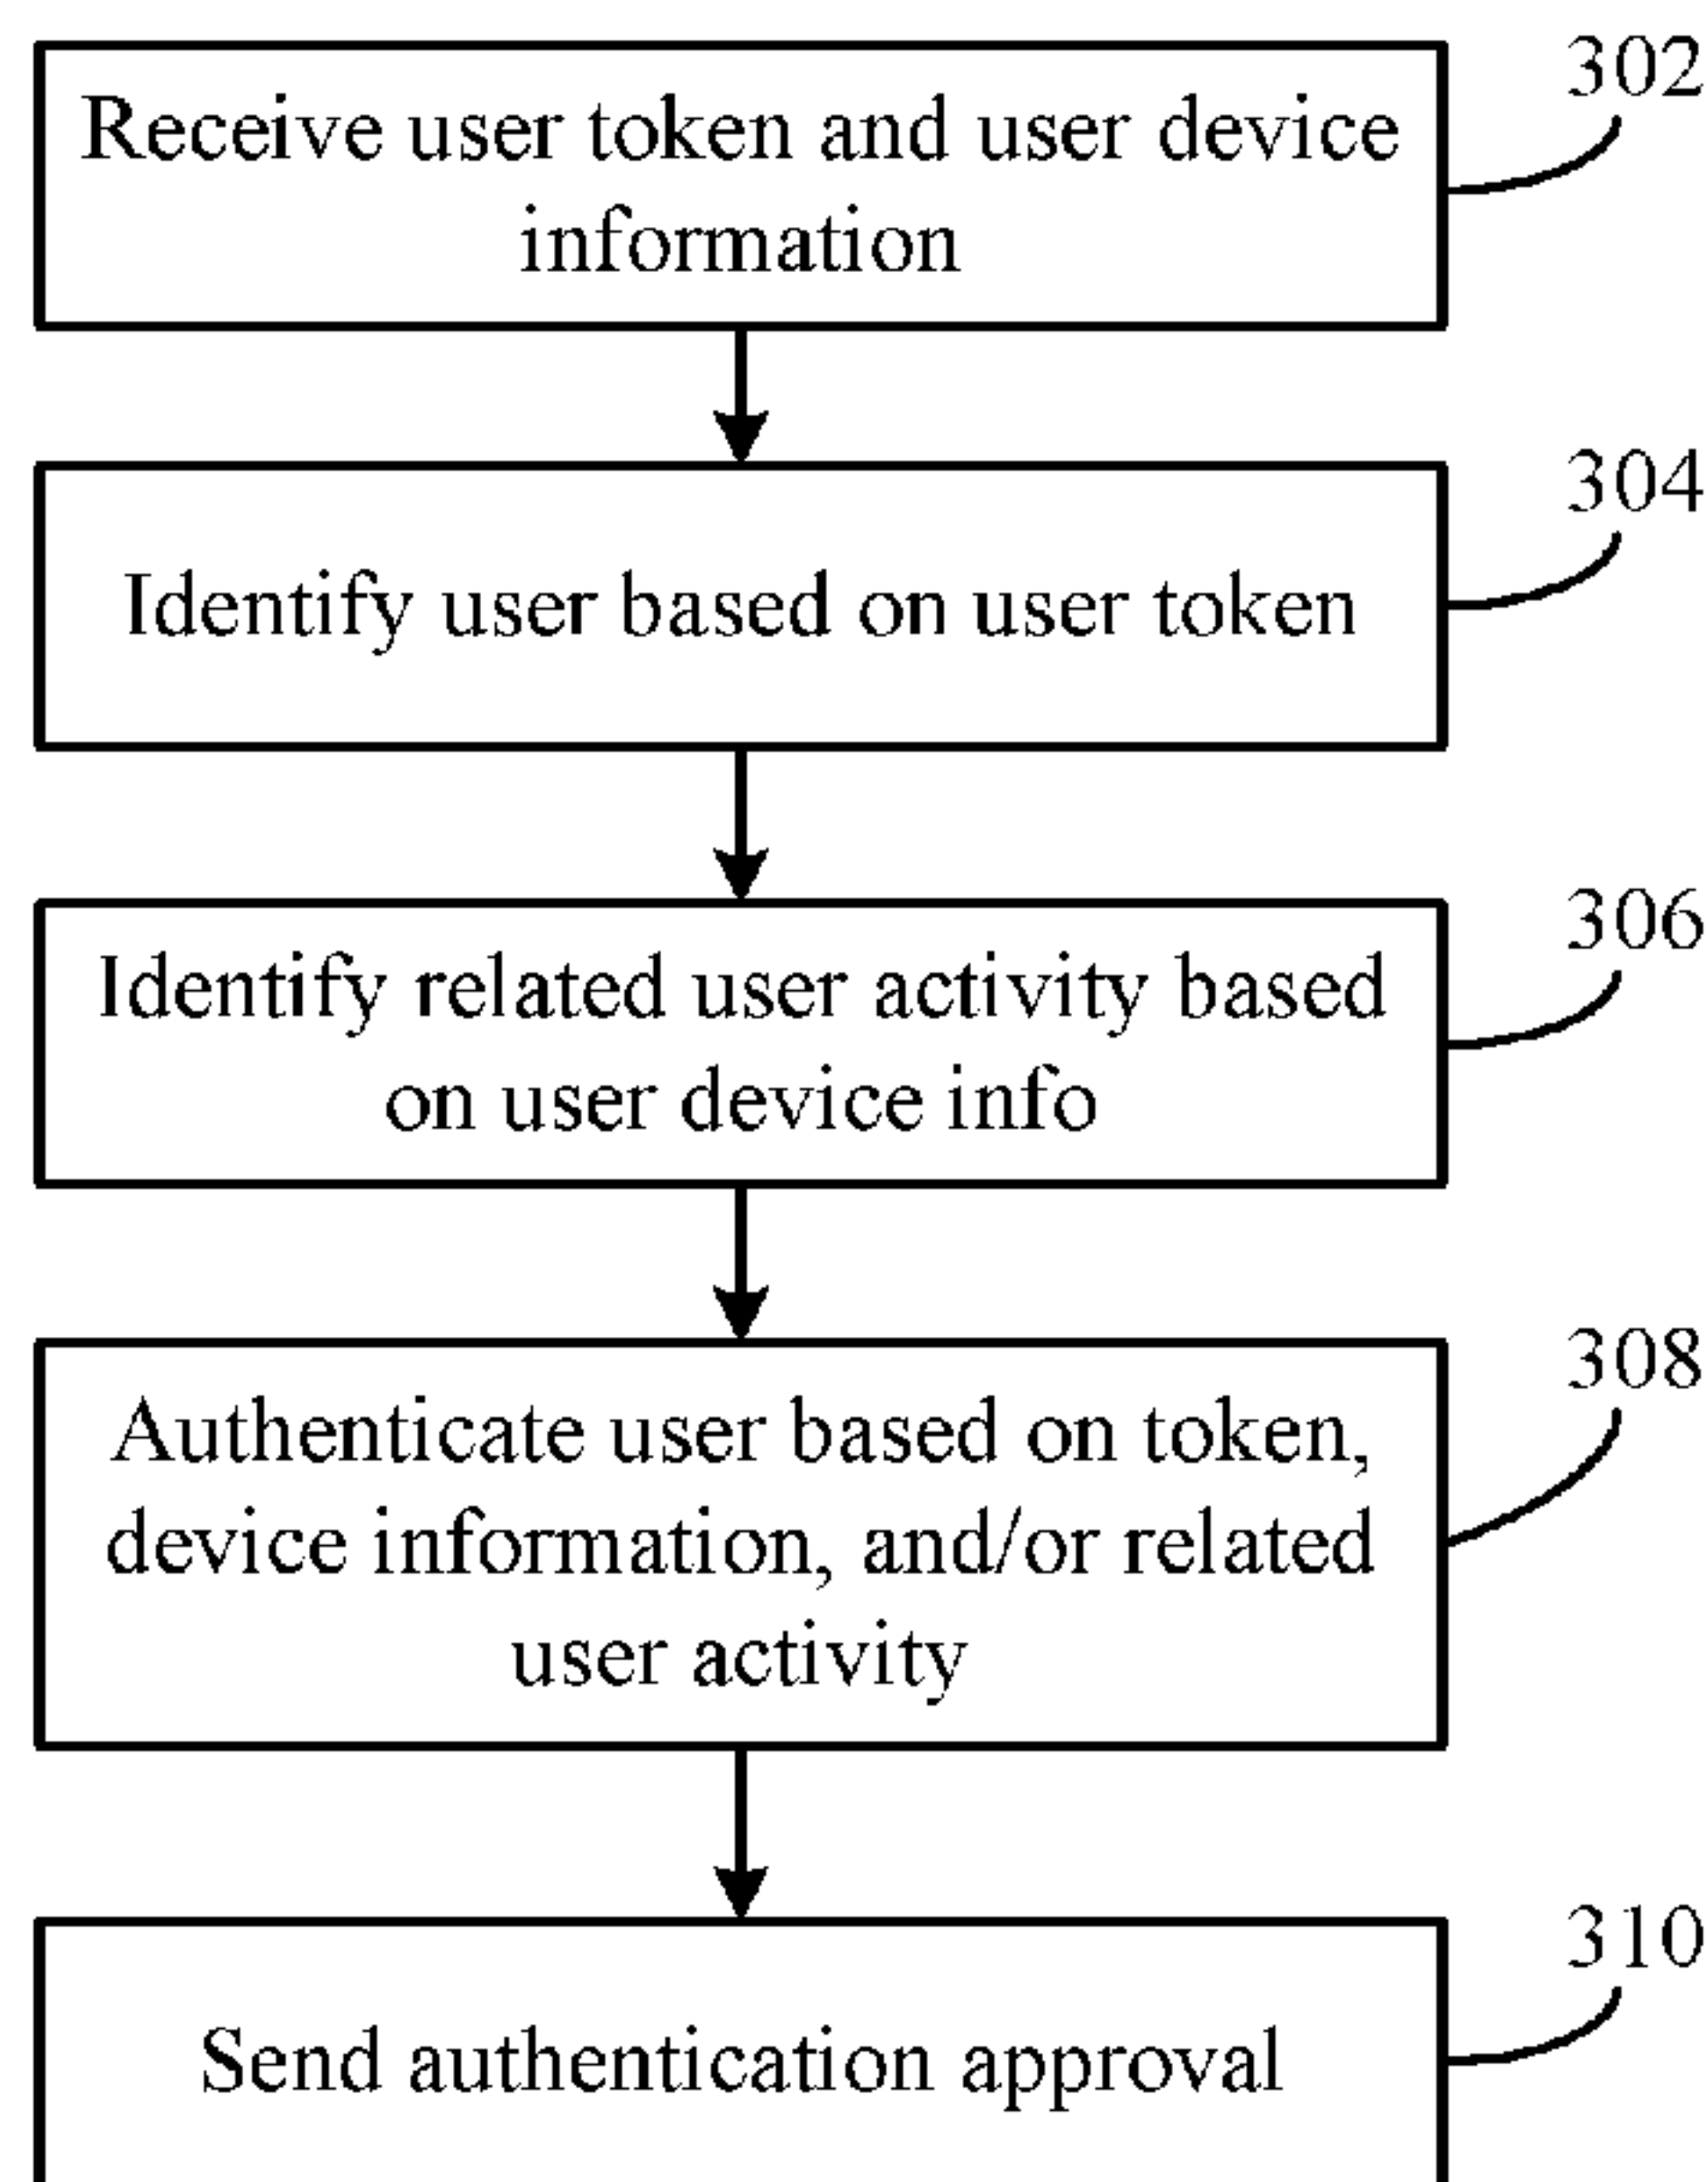 302
Receive user token and user device
information
304
Identify user based on user token
306
Identify related user activity based
on user device info
308
Authenticate user based on token,
device information, and/or related
user activity
310
Send authentication approval